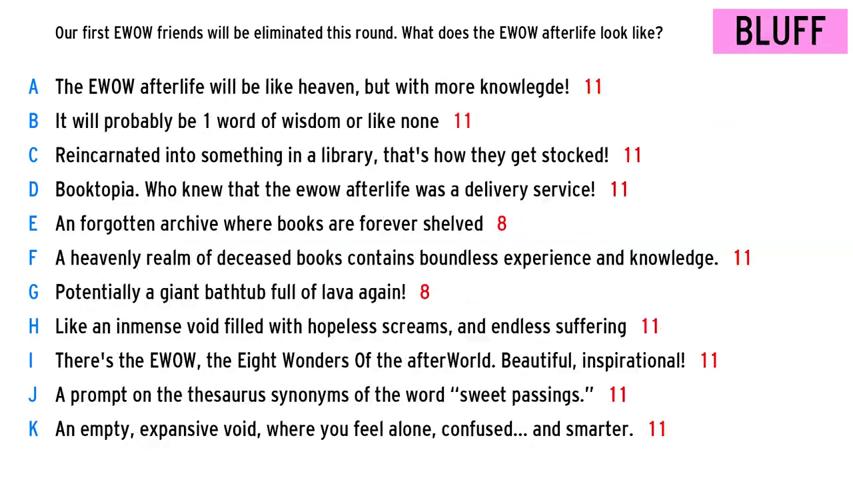 Our first EWOW friends will be eliminated this round. What does the EWOW afterlife look like?
BLUFF
A The EWOW afterlife will be like heaven, but with more knowlegde! 11
B It will probably be 1 word of wisdom or like none 11
C Reincarnated into something in a library, that's how they get stocked! 11
D Booktopia. Who knew that the ewow afterlife was a delivery service! 11
E An forgotten archive where books are forever shelved 8
F A heavenly realm of deceased books contains boundless experience and knowledge. 11
G Potentially a giant bathtub full of lava again! 8
H Like an inmense void filled with hopeless screams, and endless suffering 11
I There's the EWOW, the Eight Wonders Of the afterWorld. Beautiful, inspirational! 11
J A prompt on the thesaurus synonyms of the word “sweet passings.” 11
K An empty, expansive void, where you feel alone, confused... and smarter. 11